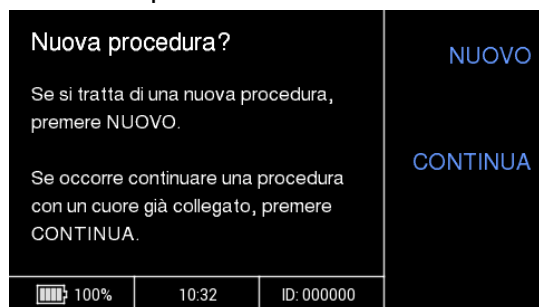 Nuova procedura?
NUOVO
Se si tratta di una nuova procedura,
premere NUOVO.
CONTINUA
Se occorre continuare una procedura
con un cuore già collegato, premere
CONTINUA.
100%
10:32
ID: 000000